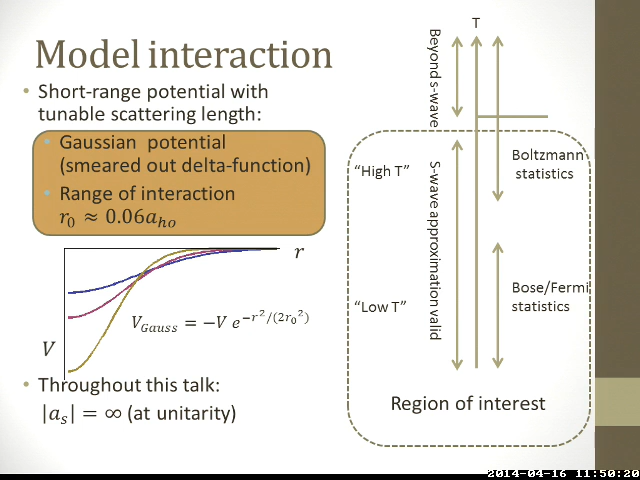 Model interaction
• Short-range potential with
tunable scattering length:
• Gaussian potential
(smeared out delta-function)
• Range of interaction
r₀ ≈ 0.06aₕₒ
r
V_Gauss = −V e^{−r²/(2r₀²)}
V
• Throughout this talk:
|aₛ| = ∞ (at unitarity)
T
Beyond s-wave
"High T"
Boltzmann
statistics
S-wave approximation valid
"Low T"
Bose/Fermi
statistics
Region of interest
2014-04-16 11:50:20